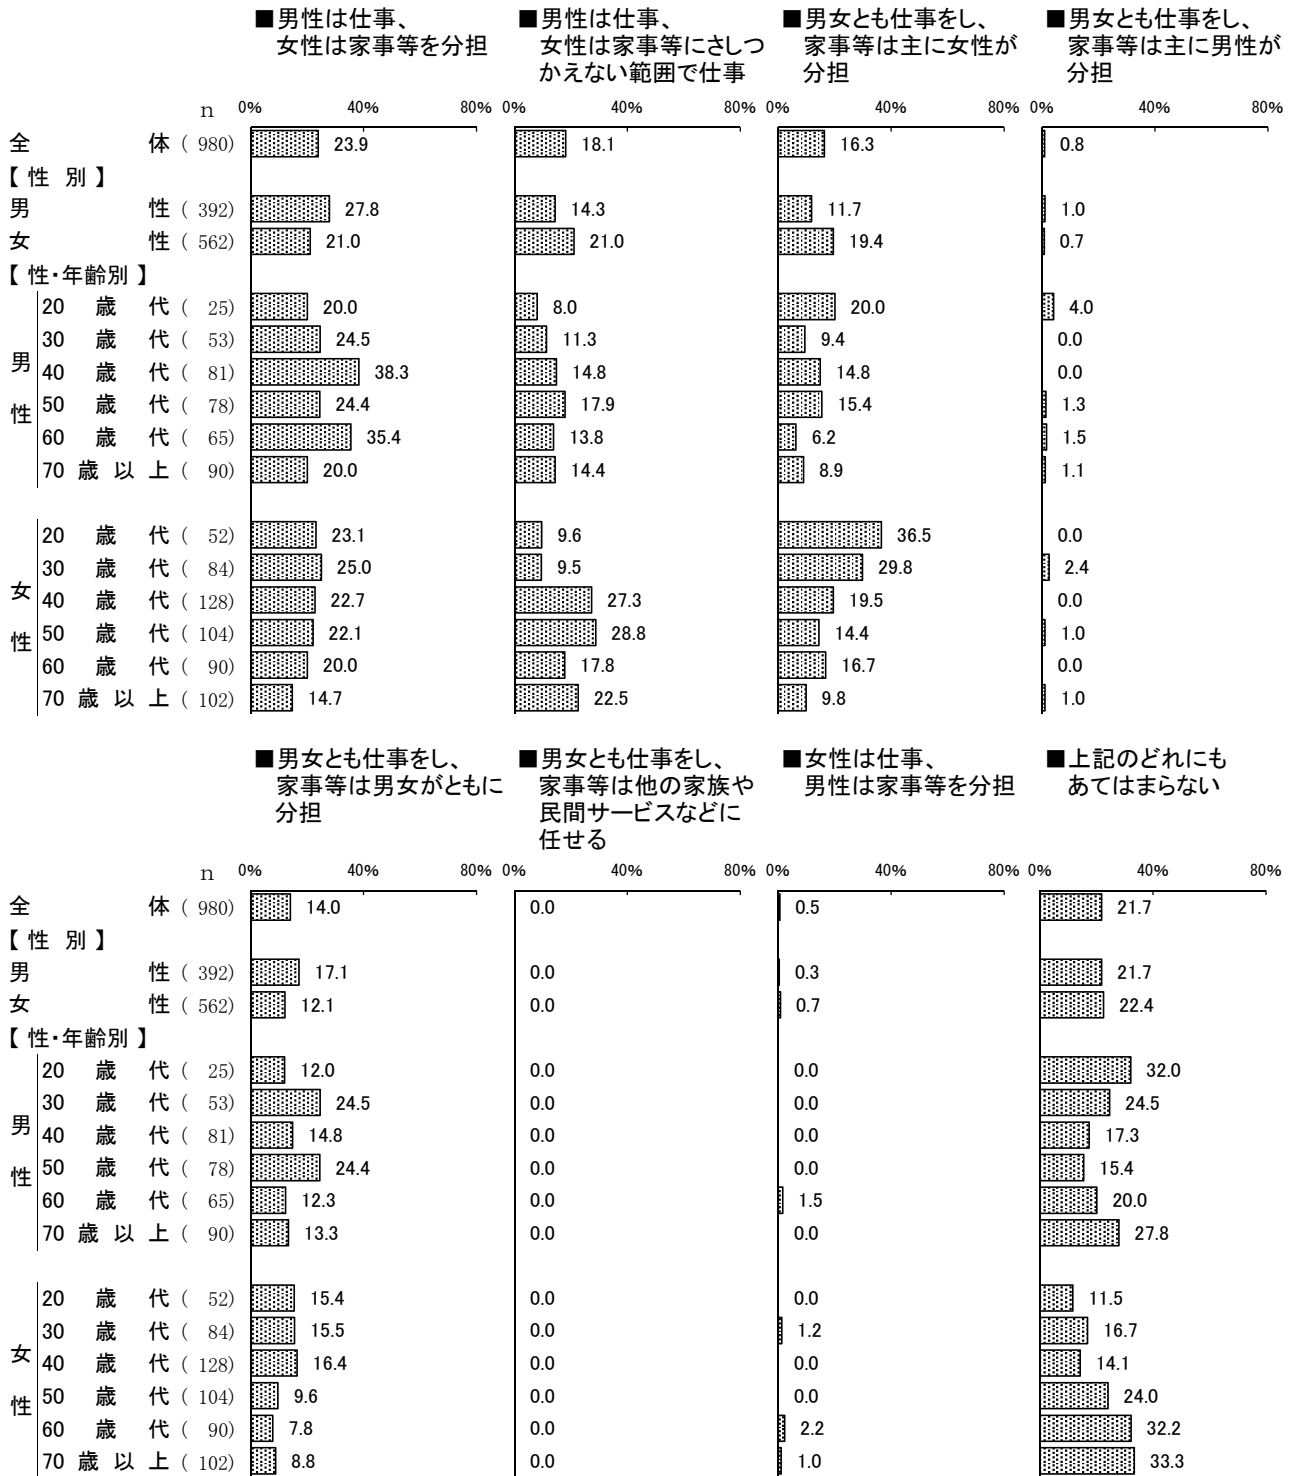 ■男性は仕事、
女性は家事等を分担
■男性は仕事、
女性は家事等にさしつ
かえない範囲で仕事
■男女とも仕事をし、
家事等は主に女性が
分担
■男女とも仕事をし、
家事等は主に男性が
分担
n 0% 40% 80% 0% 40% 80% 0% 40% 80% 0% 40% 80%
全体 ( 980) 23.9 18.1 16.3 0.8
【 性 別 】
男性 ( 392) 27.8 14.3 11.7 1.0
女性 ( 562) 21.0 21.0 19.4 0.7
【 性・年齢別 】
男性
20 歳代 ( 25) 20.0 8.0 20.0 4.0
30 歳代 ( 53) 24.5 11.3 9.4 0.0
40 歳代 ( 81) 38.3 14.8 14.8 0.0
50 歳代 ( 78) 24.4 17.9 15.4 1.3
60 歳代 ( 65) 35.4 13.8 6.2 1.5
70 歳以上 ( 90) 20.0 14.4 8.9 1.1
女性
20 歳代 ( 52) 23.1 9.6 36.5 0.0
30 歳代 ( 84) 25.0 9.5 29.8 2.4
40 歳代 ( 128) 22.7 27.3 19.5 0.0
50 歳代 ( 104) 22.1 28.8 14.4 1.0
60 歳代 ( 90) 20.0 17.8 16.7 0.0
70 歳以上 ( 102) 14.7 22.5 9.8 1.0
■男女とも仕事をし、
家事等は男女がともに
分担
■男女とも仕事をし、
家事等は他の家族や
民間サービスなどに
任せる
■女性は仕事、
男性は家事等を分担
■上記のどれにも
あてはまらない
n 0% 40% 80% 0% 40% 80% 0% 40% 80% 0% 40% 80%
全体 ( 980) 14.0 0.0 0.5 21.7
【 性 別 】
男性 ( 392) 17.1 0.0 0.3 21.7
女性 ( 562) 12.1 0.0 0.7 22.4
【 性・年齢別 】
男性
20 歳代 ( 25) 12.0 0.0 0.0 32.0
30 歳代 ( 53) 24.5 0.0 0.0 24.5
40 歳代 ( 81) 14.8 0.0 0.0 17.3
50 歳代 ( 78) 24.4 0.0 0.0 15.4
60 歳代 ( 65) 12.3 0.0 1.5 20.0
70 歳以上 ( 90) 13.3 0.0 0.0 27.8
女性
20 歳代 ( 52) 15.4 0.0 0.0 11.5
30 歳代 ( 84) 15.5 0.0 1.2 16.7
40 歳代 ( 128) 16.4 0.0 0.0 14.1
50 歳代 ( 104) 9.6 0.0 0.0 24.0
60 歳代 ( 90) 7.8 0.0 2.2 32.2
70 歳以上 ( 102) 8.8 0.0 1.0 33.3